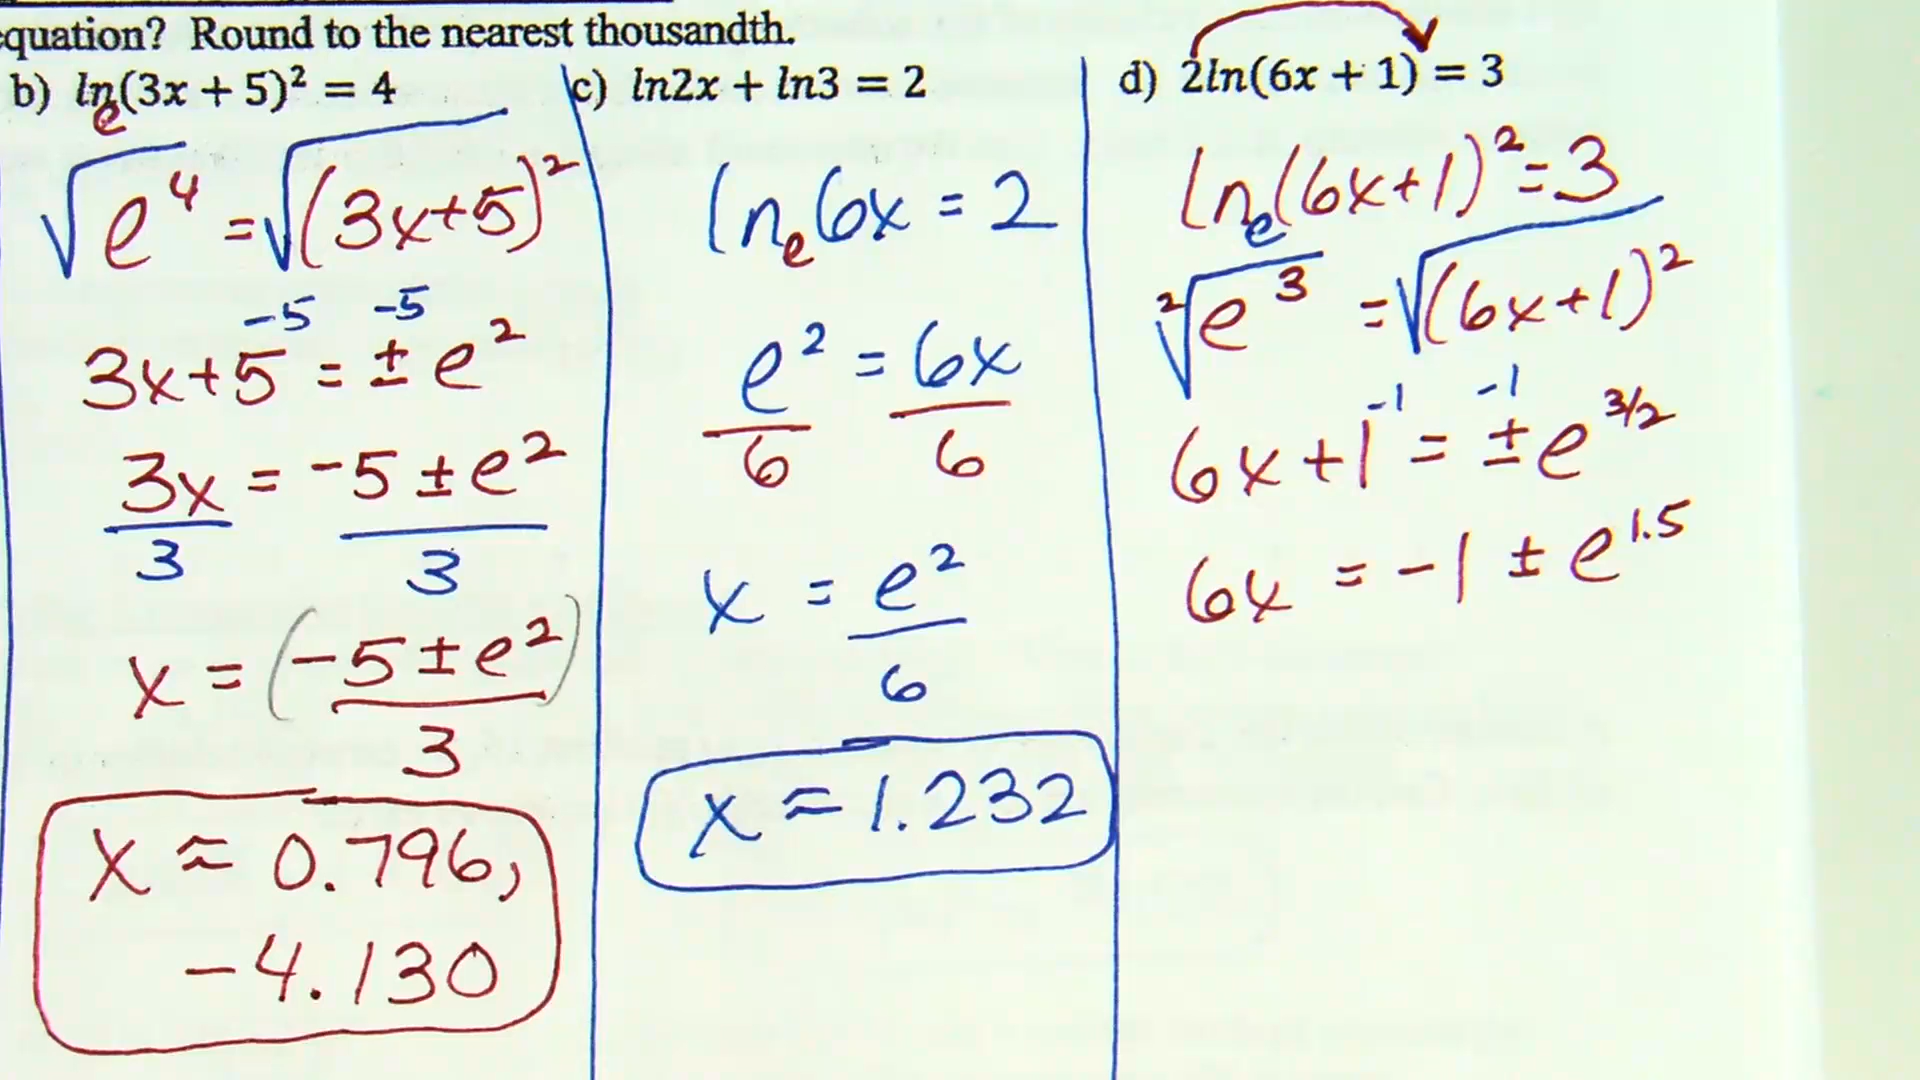 equation? Round to the nearest thousandth.
b) ln(3x + 5)² = 4
e
√e⁴ = √(3x+5)²
-5 -5
3x+5 = ± e²
3x = -5 ± e²
3 3
x = (-5 ± e²)
3
x ≈ 0.796,
-4.130
c) ln2x + ln3 = 2
lnₑ6x = 2
e² = 6x
6 6
x = e²
6
x ≈ 1.232
d) 2ln(6x + 1) = 3
lnₑ(6x+1)² = 3
²√e³ = √(6x+1)²
-1 -1
6x+1 = ± e^3/2
6x = -1 ± e^1.5